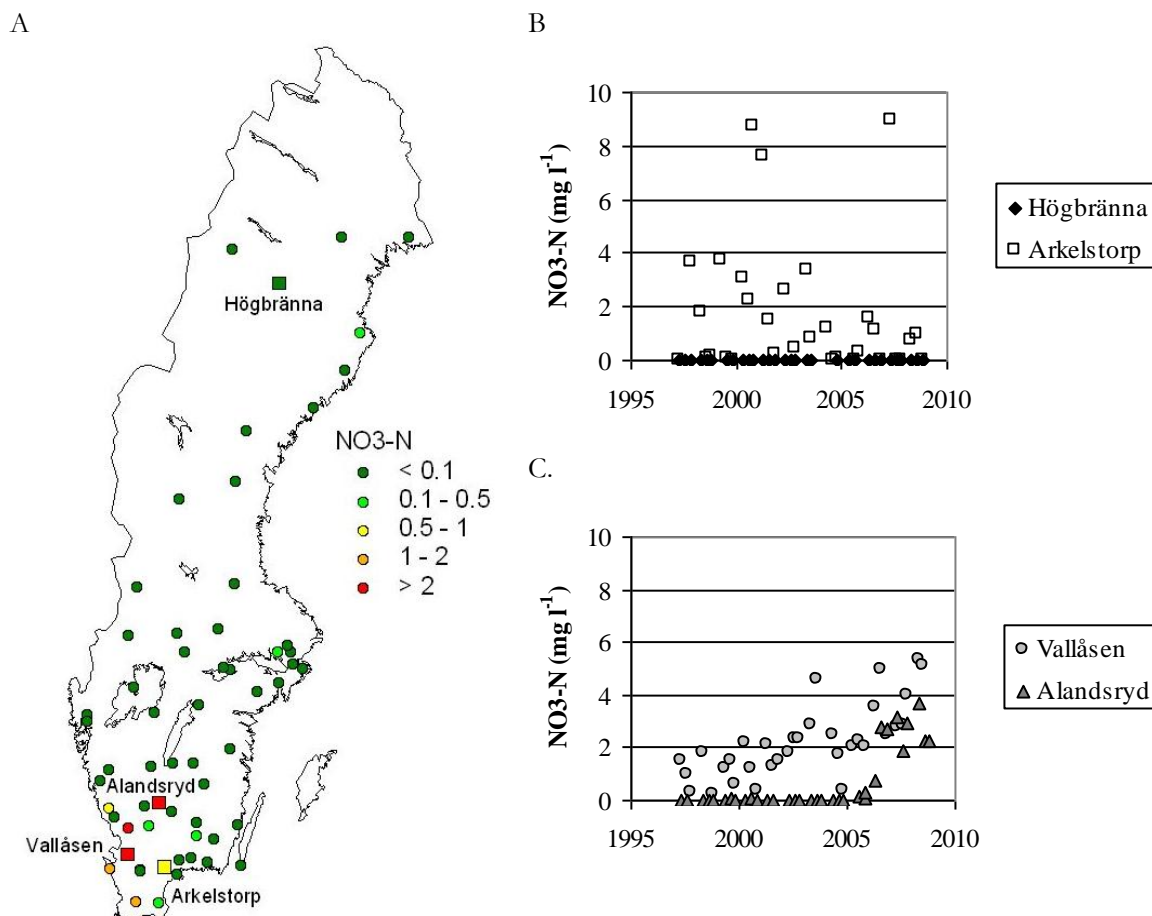 A
Högbränna
NO3-N
< 0.1
0.1 - 0.5
0.5 - 1
1 - 2
> 2
Alandsryd
Vallåsen
Arkelstorp
B
NO3-N (mg l-1)
10
8
6
4
2
0
1995 2000 2005 2010
Högbränna
Arkelstorp
C.
NO3-N (mg l-1)
10
8
6
4
2
0
1995 2000 2005 2010
Vallåsen
Alandsryd